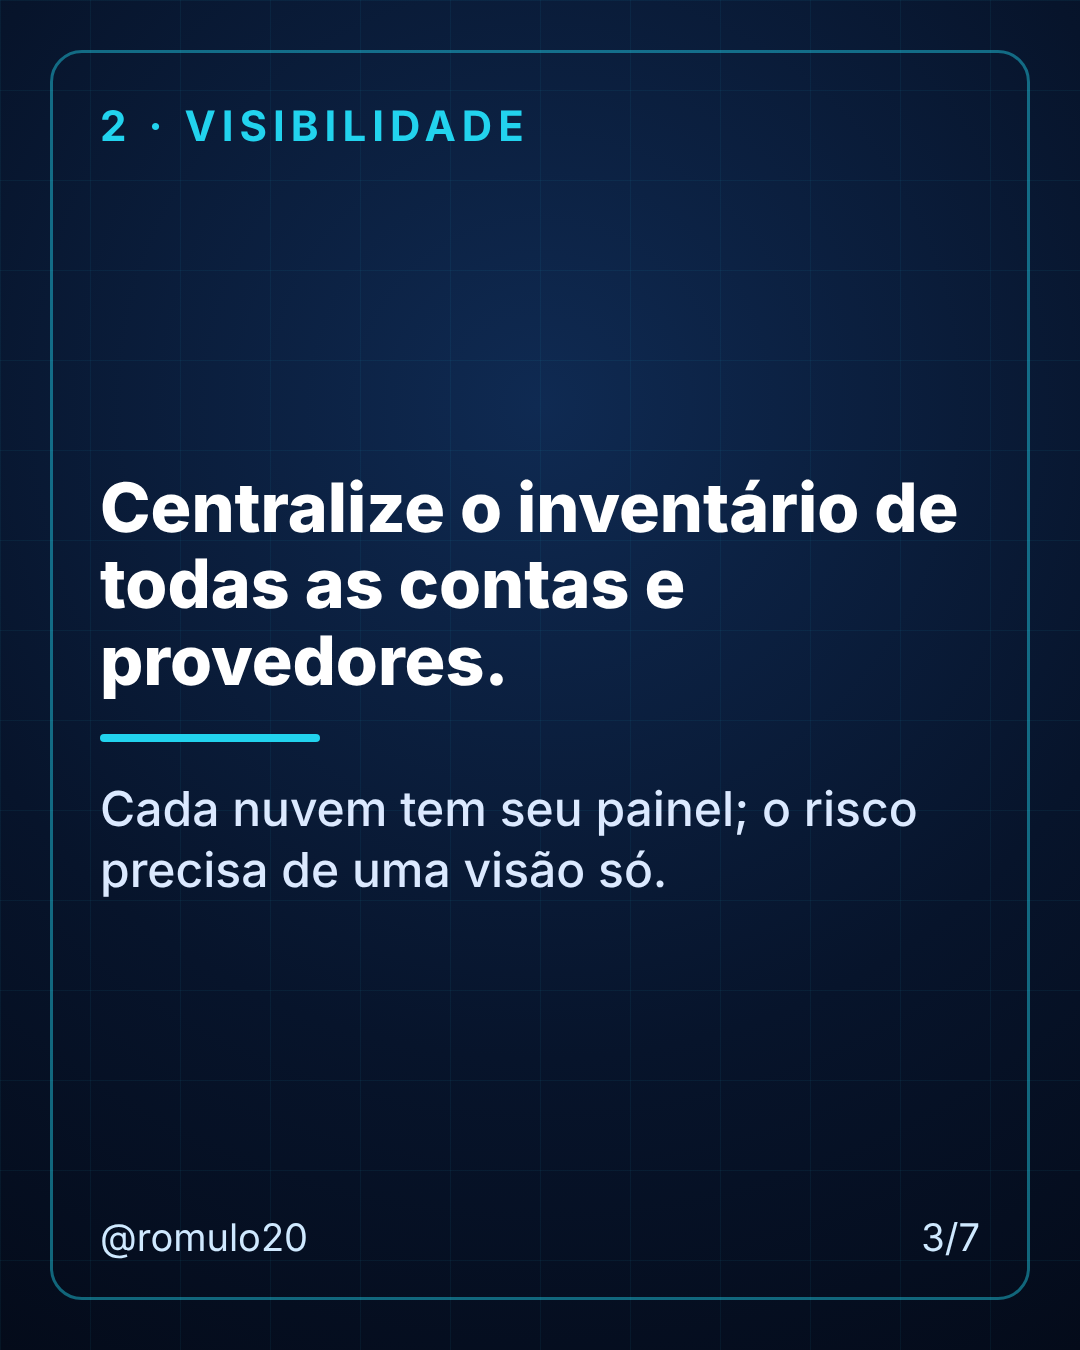 2 · VISIBILIDADE
Centralize o inventário de
todas as contas e
provedores.
Cada nuvem tem seu painel; o risco
precisa de uma visão só.
@romulo20
3/7